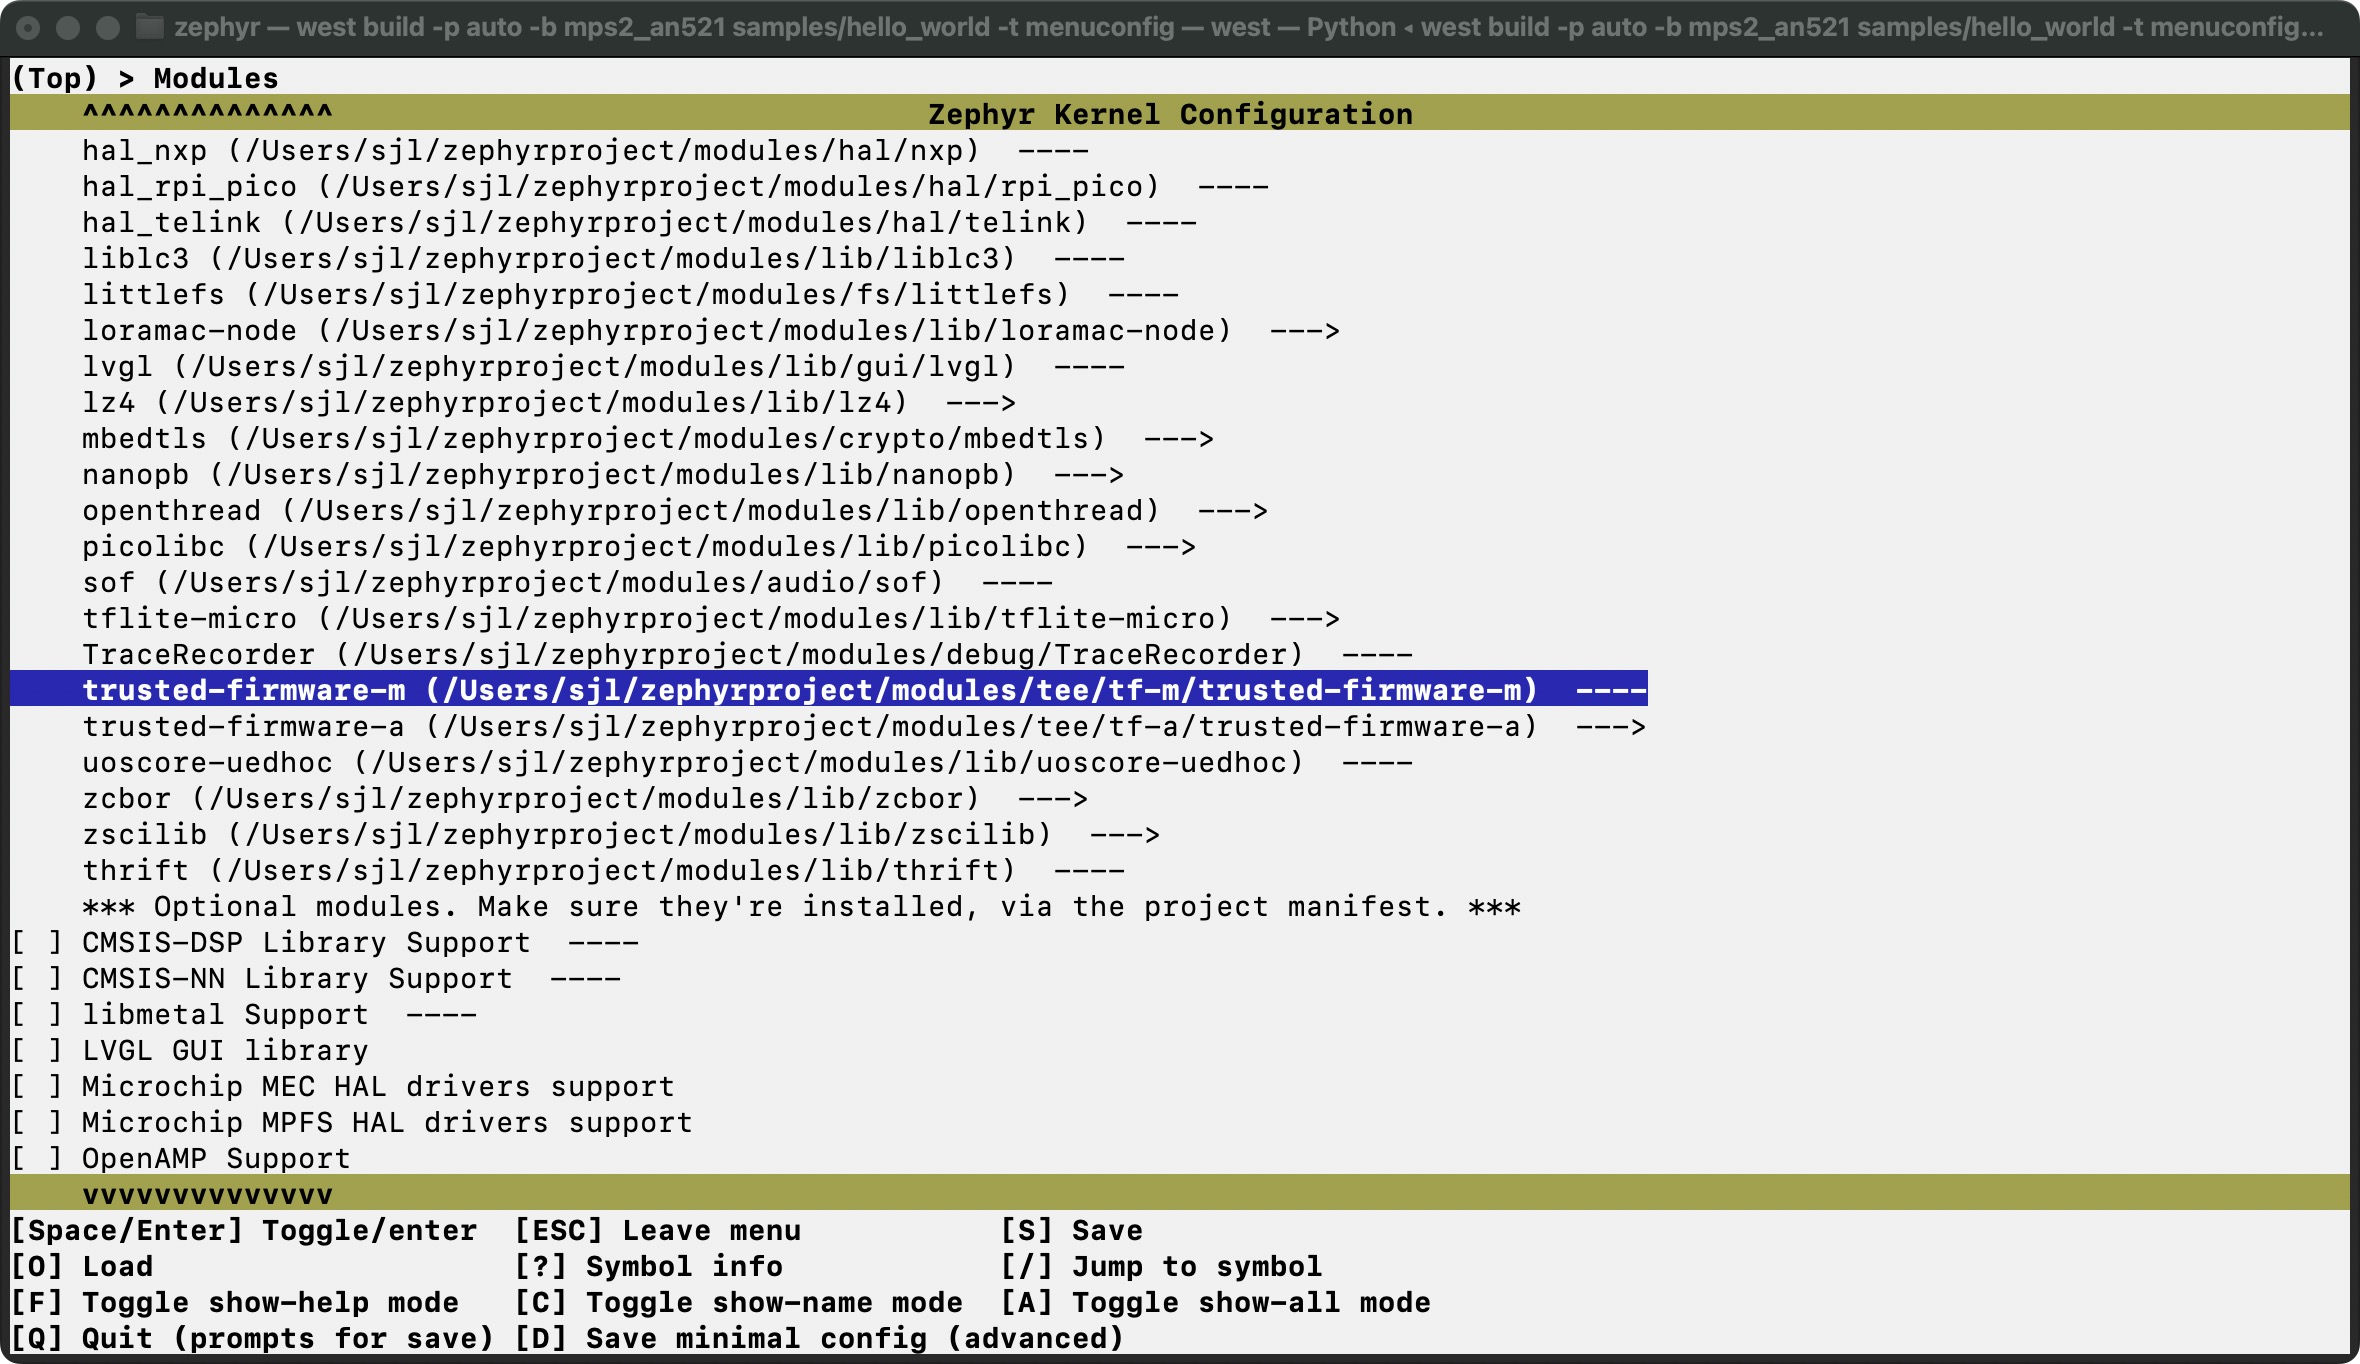 zephyr — west build -p auto -b mps2_an521 samples/hello_world -t menuconfig — west — Python ◂ west build -p auto -b mps2_an521 samples/hello_world -t menuconfig...
(Top) > Modules
^^^^^^^^^^^^^^ Zephyr Kernel Configuration
hal_nxp (/Users/sjl/zephyrproject/modules/hal/nxp)  ----
hal_rpi_pico (/Users/sjl/zephyrproject/modules/hal/rpi_pico)  ----
hal_telink (/Users/sjl/zephyrproject/modules/hal/telink)  ----
liblc3 (/Users/sjl/zephyrproject/modules/lib/liblc3)  ----
littlefs (/Users/sjl/zephyrproject/modules/fs/littlefs)  ----
loramac-node (/Users/sjl/zephyrproject/modules/lib/loramac-node)  --->
lvgl (/Users/sjl/zephyrproject/modules/lib/gui/lvgl)  ----
lz4 (/Users/sjl/zephyrproject/modules/lib/lz4)  --->
mbedtls (/Users/sjl/zephyrproject/modules/crypto/mbedtls)  --->
nanopb (/Users/sjl/zephyrproject/modules/lib/nanopb)  --->
openthread (/Users/sjl/zephyrproject/modules/lib/openthread)  --->
picolibc (/Users/sjl/zephyrproject/modules/lib/picolibc)  --->
sof (/Users/sjl/zephyrproject/modules/audio/sof)  ----
tflite-micro (/Users/sjl/zephyrproject/modules/lib/tflite-micro)  --->
TraceRecorder (/Users/sjl/zephyrproject/modules/debug/TraceRecorder)  ----
trusted-firmware-m (/Users/sjl/zephyrproject/modules/tee/tf-m/trusted-firmware-m)  ----
trusted-firmware-a (/Users/sjl/zephyrproject/modules/tee/tf-a/trusted-firmware-a)  --->
uoscore-uedhoc (/Users/sjl/zephyrproject/modules/lib/uoscore-uedhoc)  ----
zcbor (/Users/sjl/zephyrproject/modules/lib/zcbor)  --->
zscilib (/Users/sjl/zephyrproject/modules/lib/zscilib)  --->
thrift (/Users/sjl/zephyrproject/modules/lib/thrift)  ----
*** Optional modules. Make sure they're installed, via the project manifest. ***
[ ] CMSIS-DSP Library Support  ----
[ ] CMSIS-NN Library Support  ----
[ ] libmetal Support  ----
[ ] LVGL GUI library
[ ] Microchip MEC HAL drivers support
[ ] Microchip MPFS HAL drivers support
[ ] OpenAMP Support
vvvvvvvvvvvvvv
[Space/Enter] Toggle/enter  [ESC] Leave menu  [S] Save
[O] Load  [?] Symbol info  [/] Jump to symbol
[F] Toggle show-help mode  [C] Toggle show-name mode  [A] Toggle show-all mode
[Q] Quit (prompts for save) [D] Save minimal config (advanced)